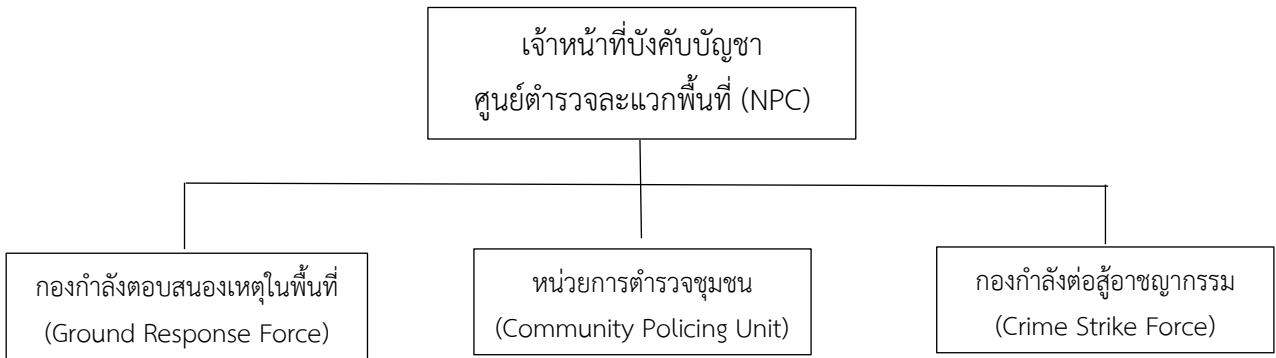 เจ้าหน้าที่บังคับบัญชา
ศูนย์ตำรวจละแวกพื้นที่ (NPC)
กองกำลังตอบสนองเหตุในพื้นที่
(Ground Response Force)
หน่วยการตำรวจชุมชน
(Community Policing Unit)
กองกำลังต่อสู้อาชญากรรม
(Crime Strike Force)